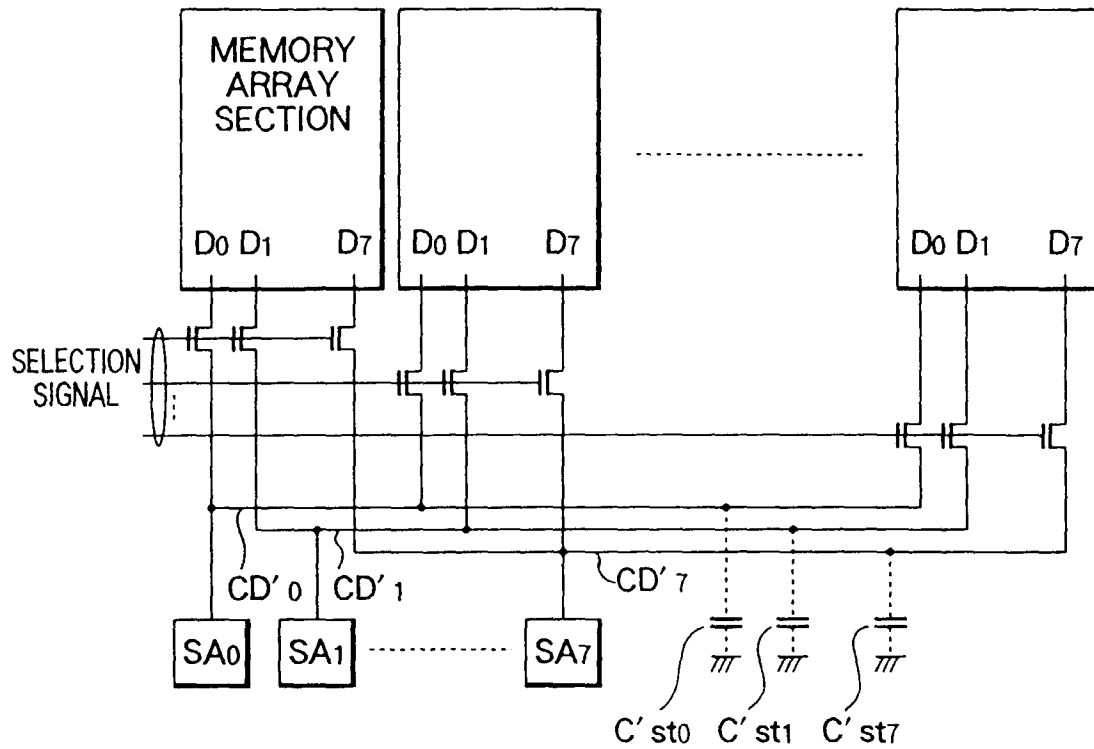 MEMORY
ARRAY
SECTION
D0 D1 D7
D0 D1 D7
D0 D1 D7
SELECTION
SIGNAL
CD'0
CD'1
CD'7
SA0
SA1
SA7
C'st0
C'st1
C'st7